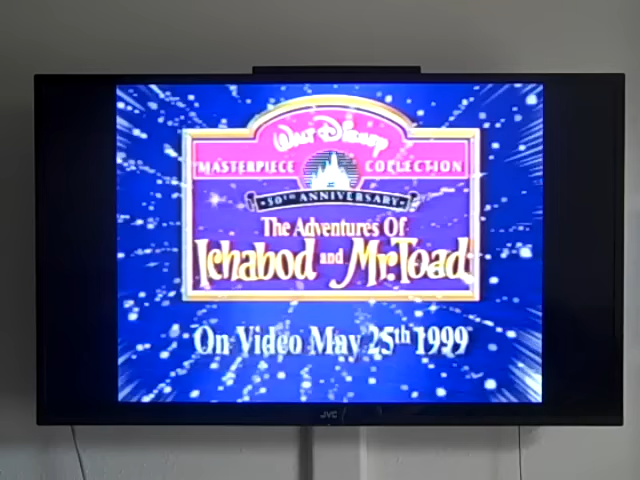 Walt Disney
MASTERPIECE COLLECTION
50TH ANNIVERSARY
The Adventures Of
Ichabod and Mr. Toad
On Video May 25th 1999
JVC